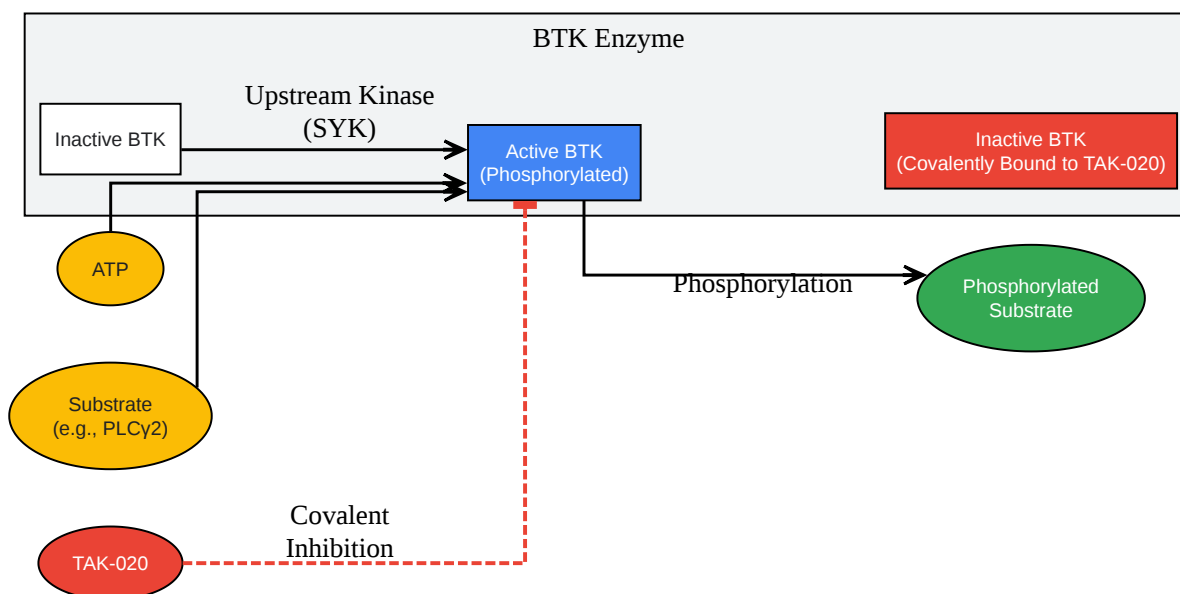 BTK Enzyme
Upstream Kinase
(SYK)
Inactive BTK
Active BTK
(Phosphorylated)
Inactive BTK
(Covalently Bound to TAK-020)
ATP
Phosphorylation
Phosphorylated
Substrate
Substrate
(e.g., PLCγ2)
Covalent
Inhibition
TAK-020